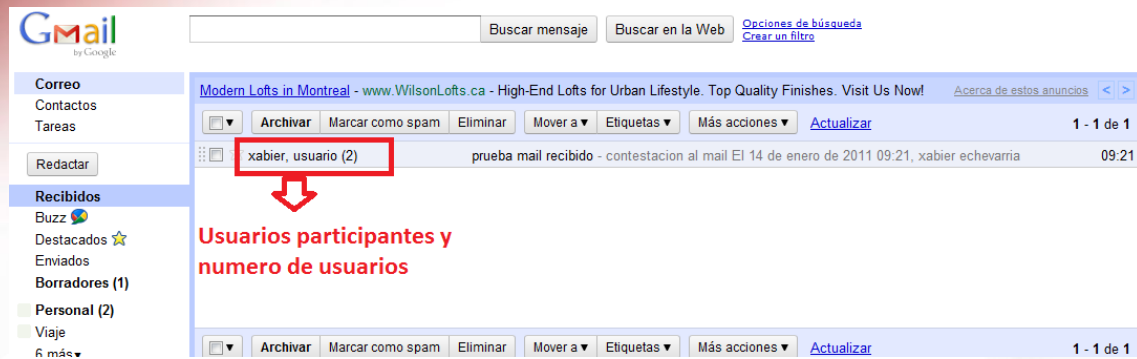 Gmail
by Google
Buscar mensaje Buscar en la Web Opciones de búsqueda
Crear un filtro
Correo
Contactos
Tareas
Redactar
Recibidos
Buzz
Destacados
Enviados
Borradores (1)
Personal (2)
Viaje
6 más▼
Modern Lofts in Montreal - www.WilsonLofts.ca - High-End Lofts for Urban Lifestyle. Top Quality Finishes. Visit Us Now! Acerca de estos anuncios < >
Archivar Marcar como spam Eliminar Mover a ▼ Etiquetas ▼ Más acciones ▼ Actualizar 1 - 1 de 1
xabier, usuario (2) prueba mail recibido - contestacion al mail El 14 de enero de 2011 09:21, xabier echevarria 09:21
Usuarios participantes y
numero de usuarios
Archivar Marcar como spam Eliminar Mover a ▼ Etiquetas ▼ Más acciones ▼ Actualizar 1 - 1 de 1